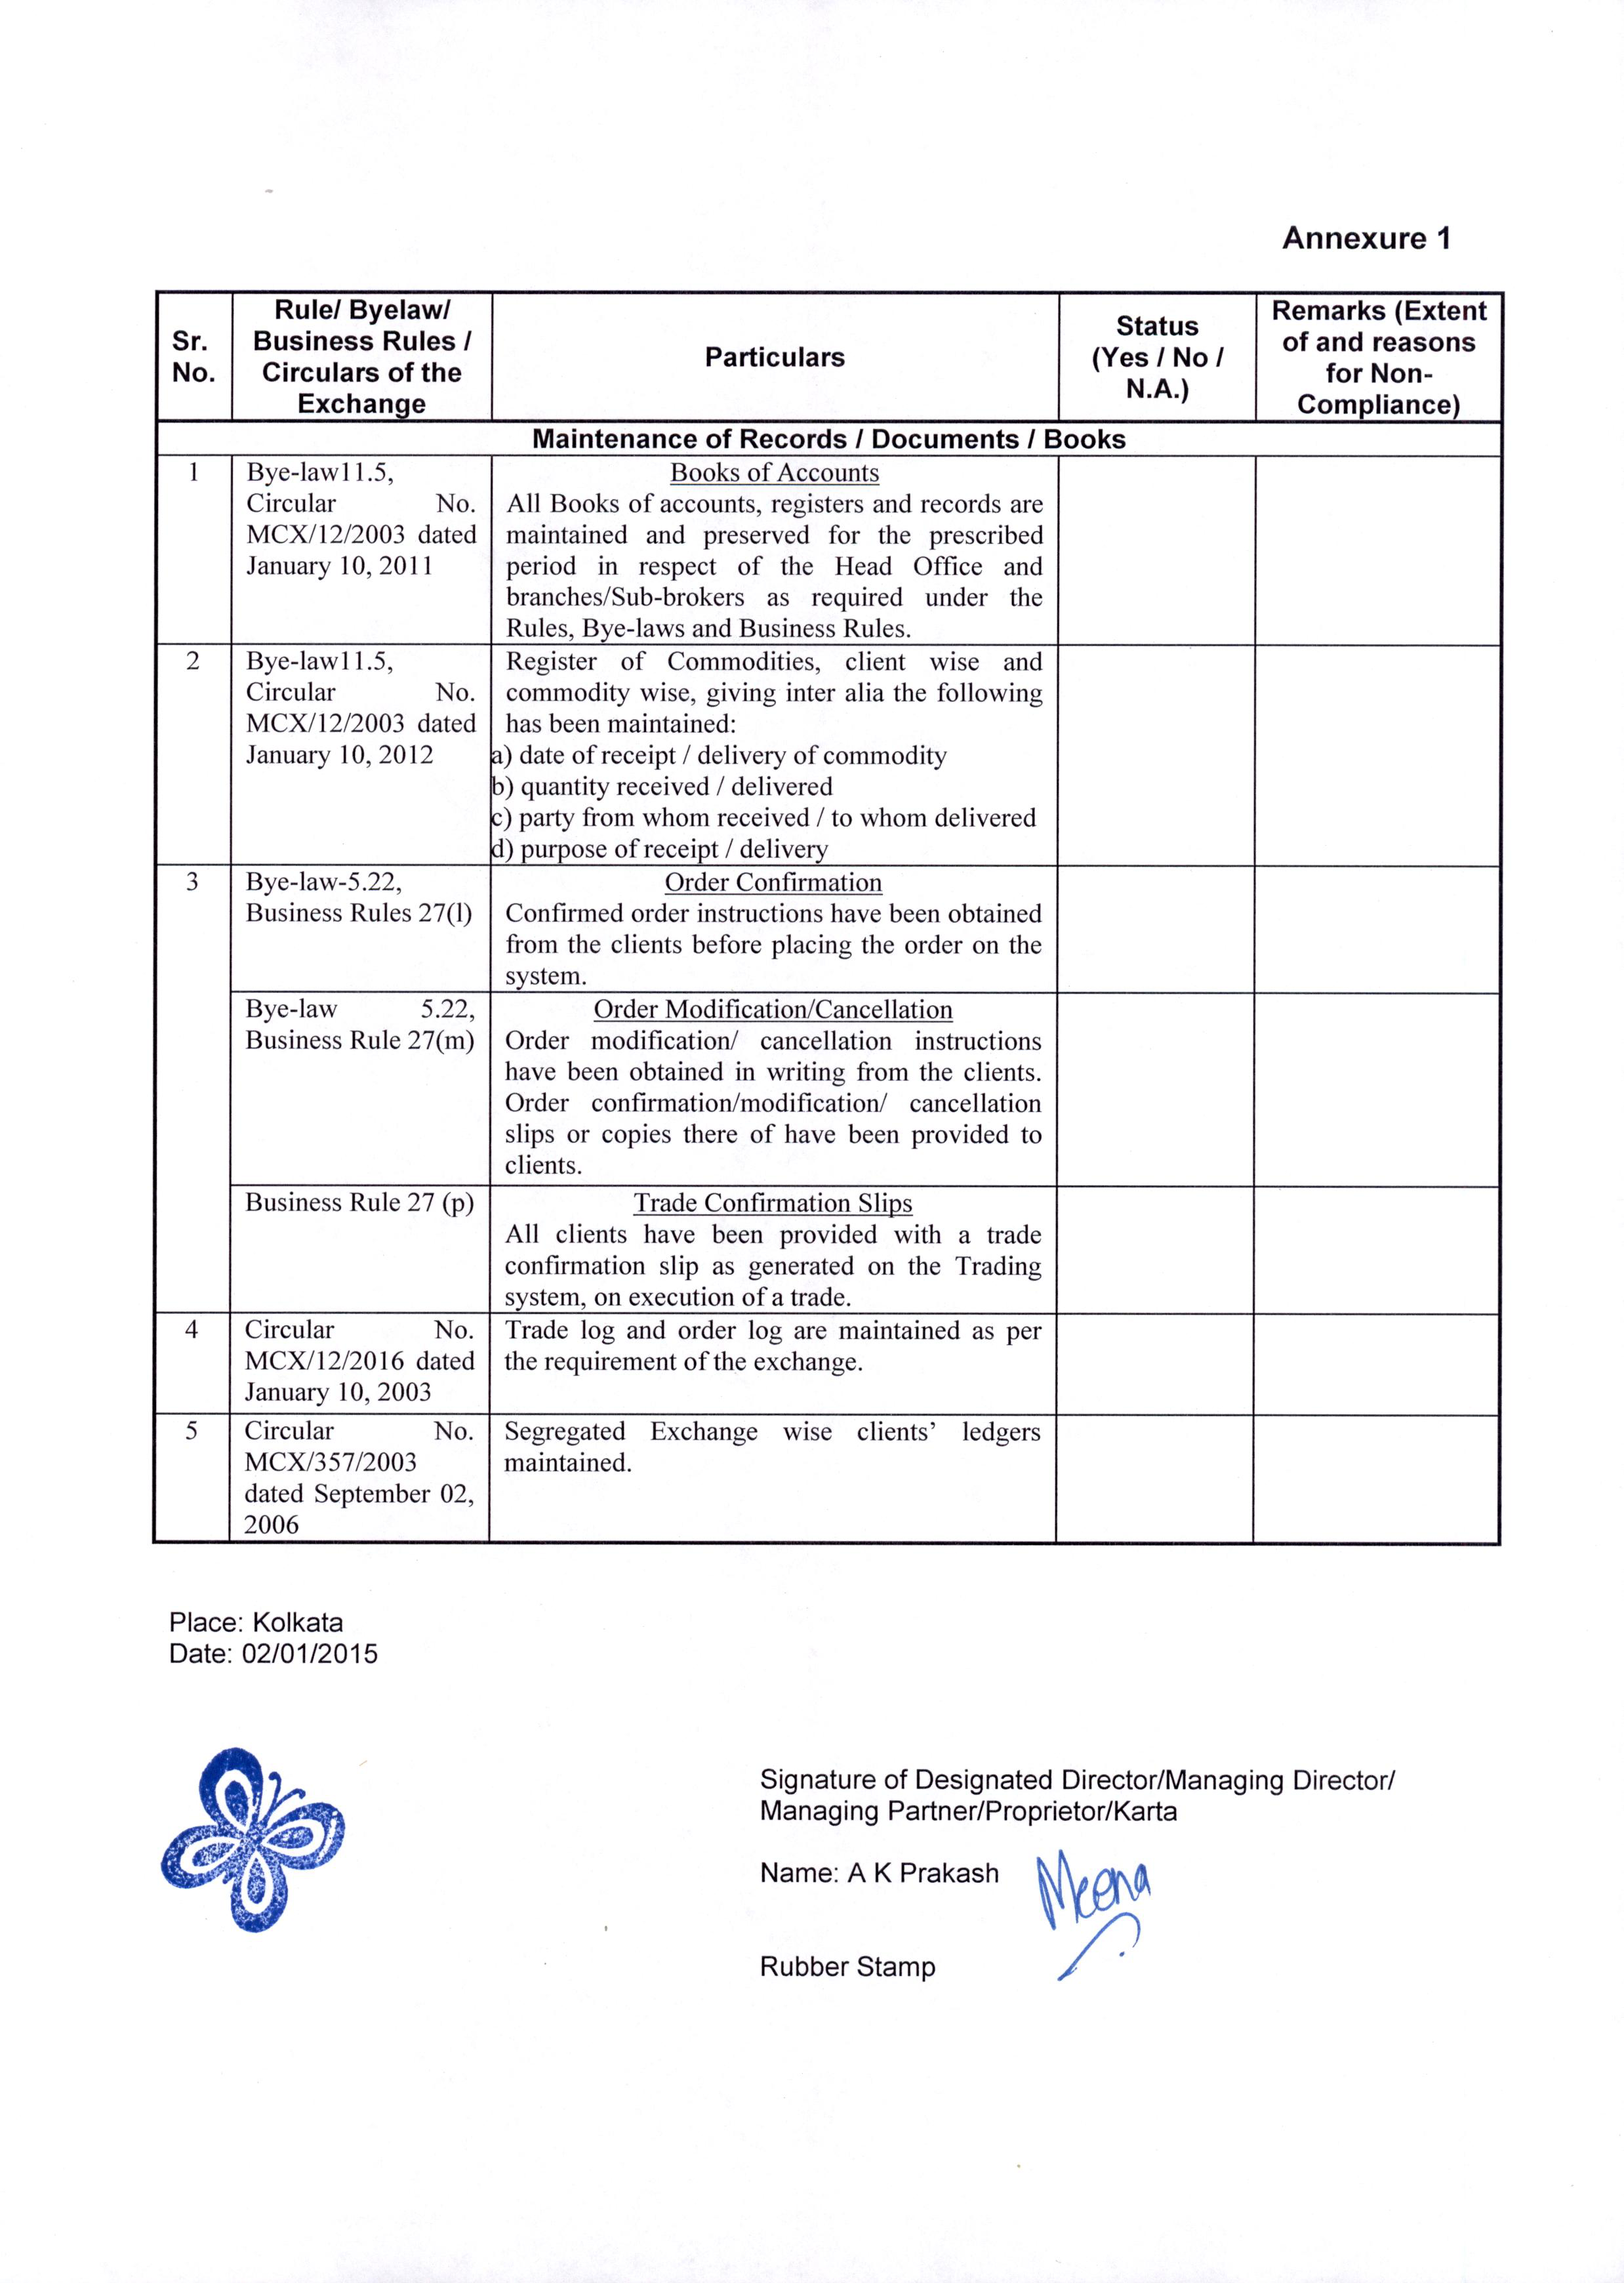 Annexure 1
Sr.
No.
Rule/ Byelaw/
Business Rules /
Circulars of the
Exchange
Particulars
Status
(Yes / No /
N.A.)
Remarks (Extent
of and reasons
for Non-
Compliance)
Maintenance of Records / Documents / Books
1
Bye-law11.5,
Circular No.
MCX/12/2003 dated
January 10, 2011
Books of Accounts
All Books of accounts, registers and records are
maintained and preserved for the prescribed
period in respect of the Head Office and
branches/Sub-brokers as required under the
Rules, Bye-laws and Business Rules.
2
Bye-law11.5,
Circular No.
MCX/12/2003 dated
January 10, 2012
Register of Commodities, client wise and
commodity wise, giving inter alia the following
has been maintained:
a) date of receipt / delivery of commodity
b) quantity received / delivered
c) party from whom received / to whom delivered
d) purpose of receipt / delivery
3
Bye-law-5.22,
Business Rules 27(l)
Order Confirmation
Confirmed order instructions have been obtained
from the clients before placing the order on the
system.
Bye-law 5.22,
Business Rule 27(m)
Order Modification/Cancellation
Order modification/ cancellation instructions
have been obtained in writing from the clients.
Order confirmation/modification/ cancellation
slips or copies there of have been provided to
clients.
Business Rule 27 (p)
Trade Confirmation Slips
All clients have been provided with a trade
confirmation slip as generated on the Trading
system, on execution of a trade.
4
Circular No.
MCX/12/2016 dated
January 10, 2003
Trade log and order log are maintained as per
the requirement of the exchange.
5
Circular No.
MCX/357/2003
dated September 02,
2006
Segregated Exchange wise clients’ ledgers
maintained.
Place: Kolkata
Date: 02/01/2015
Signature of Designated Director/Managing Director/
Managing Partner/Proprietor/Karta
Name: A K Prakash
Meena
Rubber Stamp